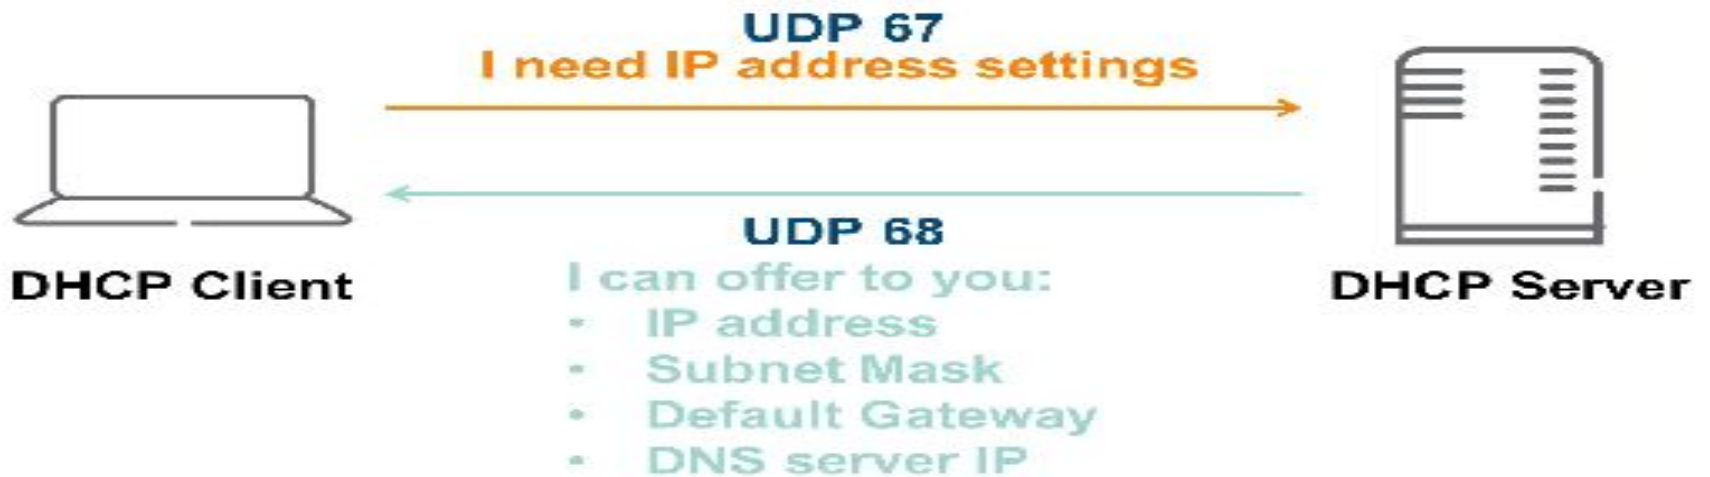 UDP 67
I need IP address settings
UDP 68
DHCP Client
DHCP Server
I can offer to you:
• IP address
• Subnet Mask
• Default Gateway
• DNS server IP